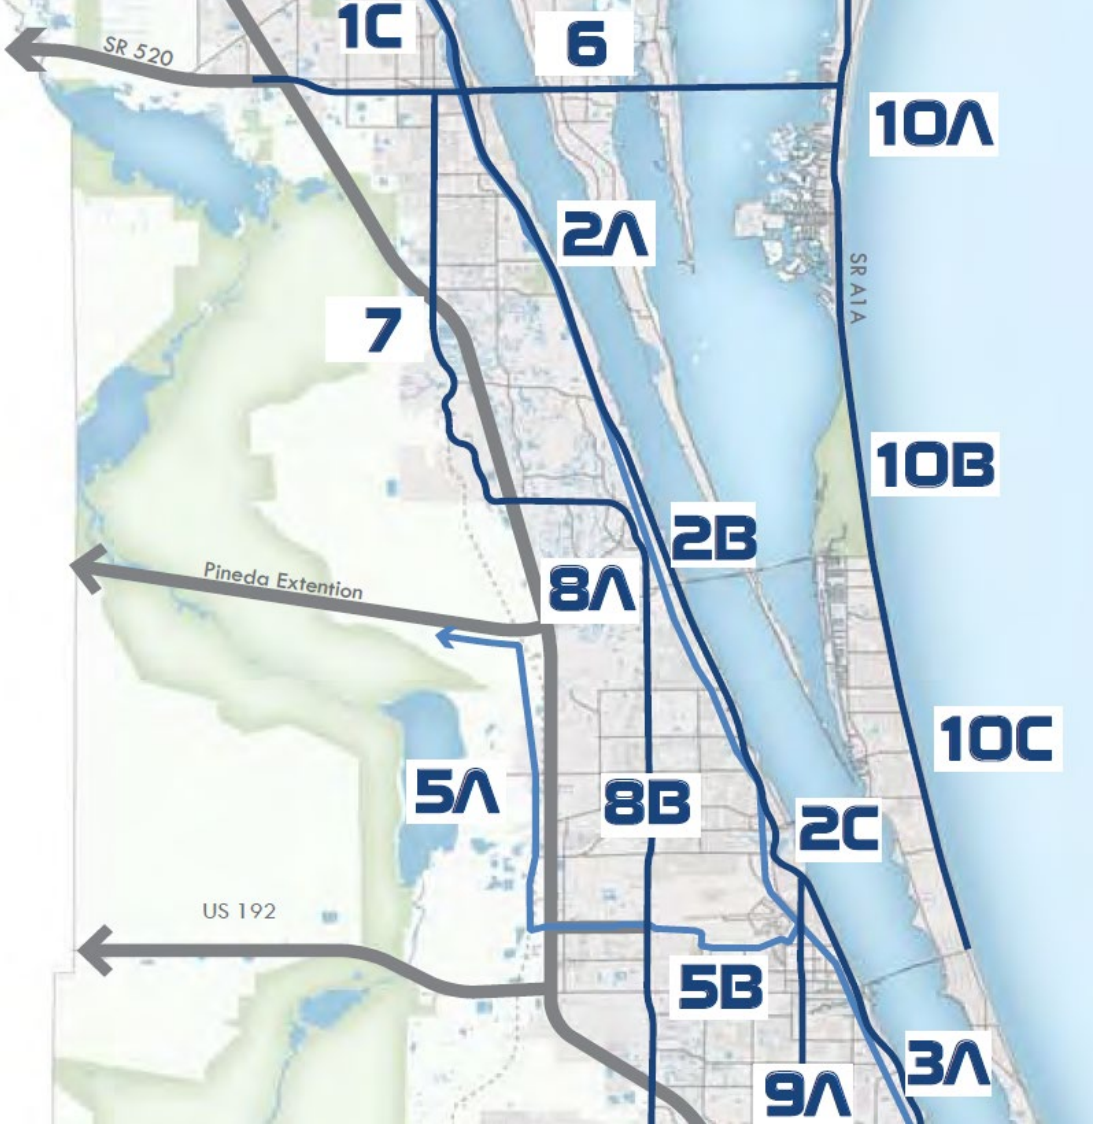 1C
6
SR 520
10A
2A
SR A1A
7
10B
2B
Pineda Extention
8A
10C
5A
8B
2C
US 192
5B
3A
9A